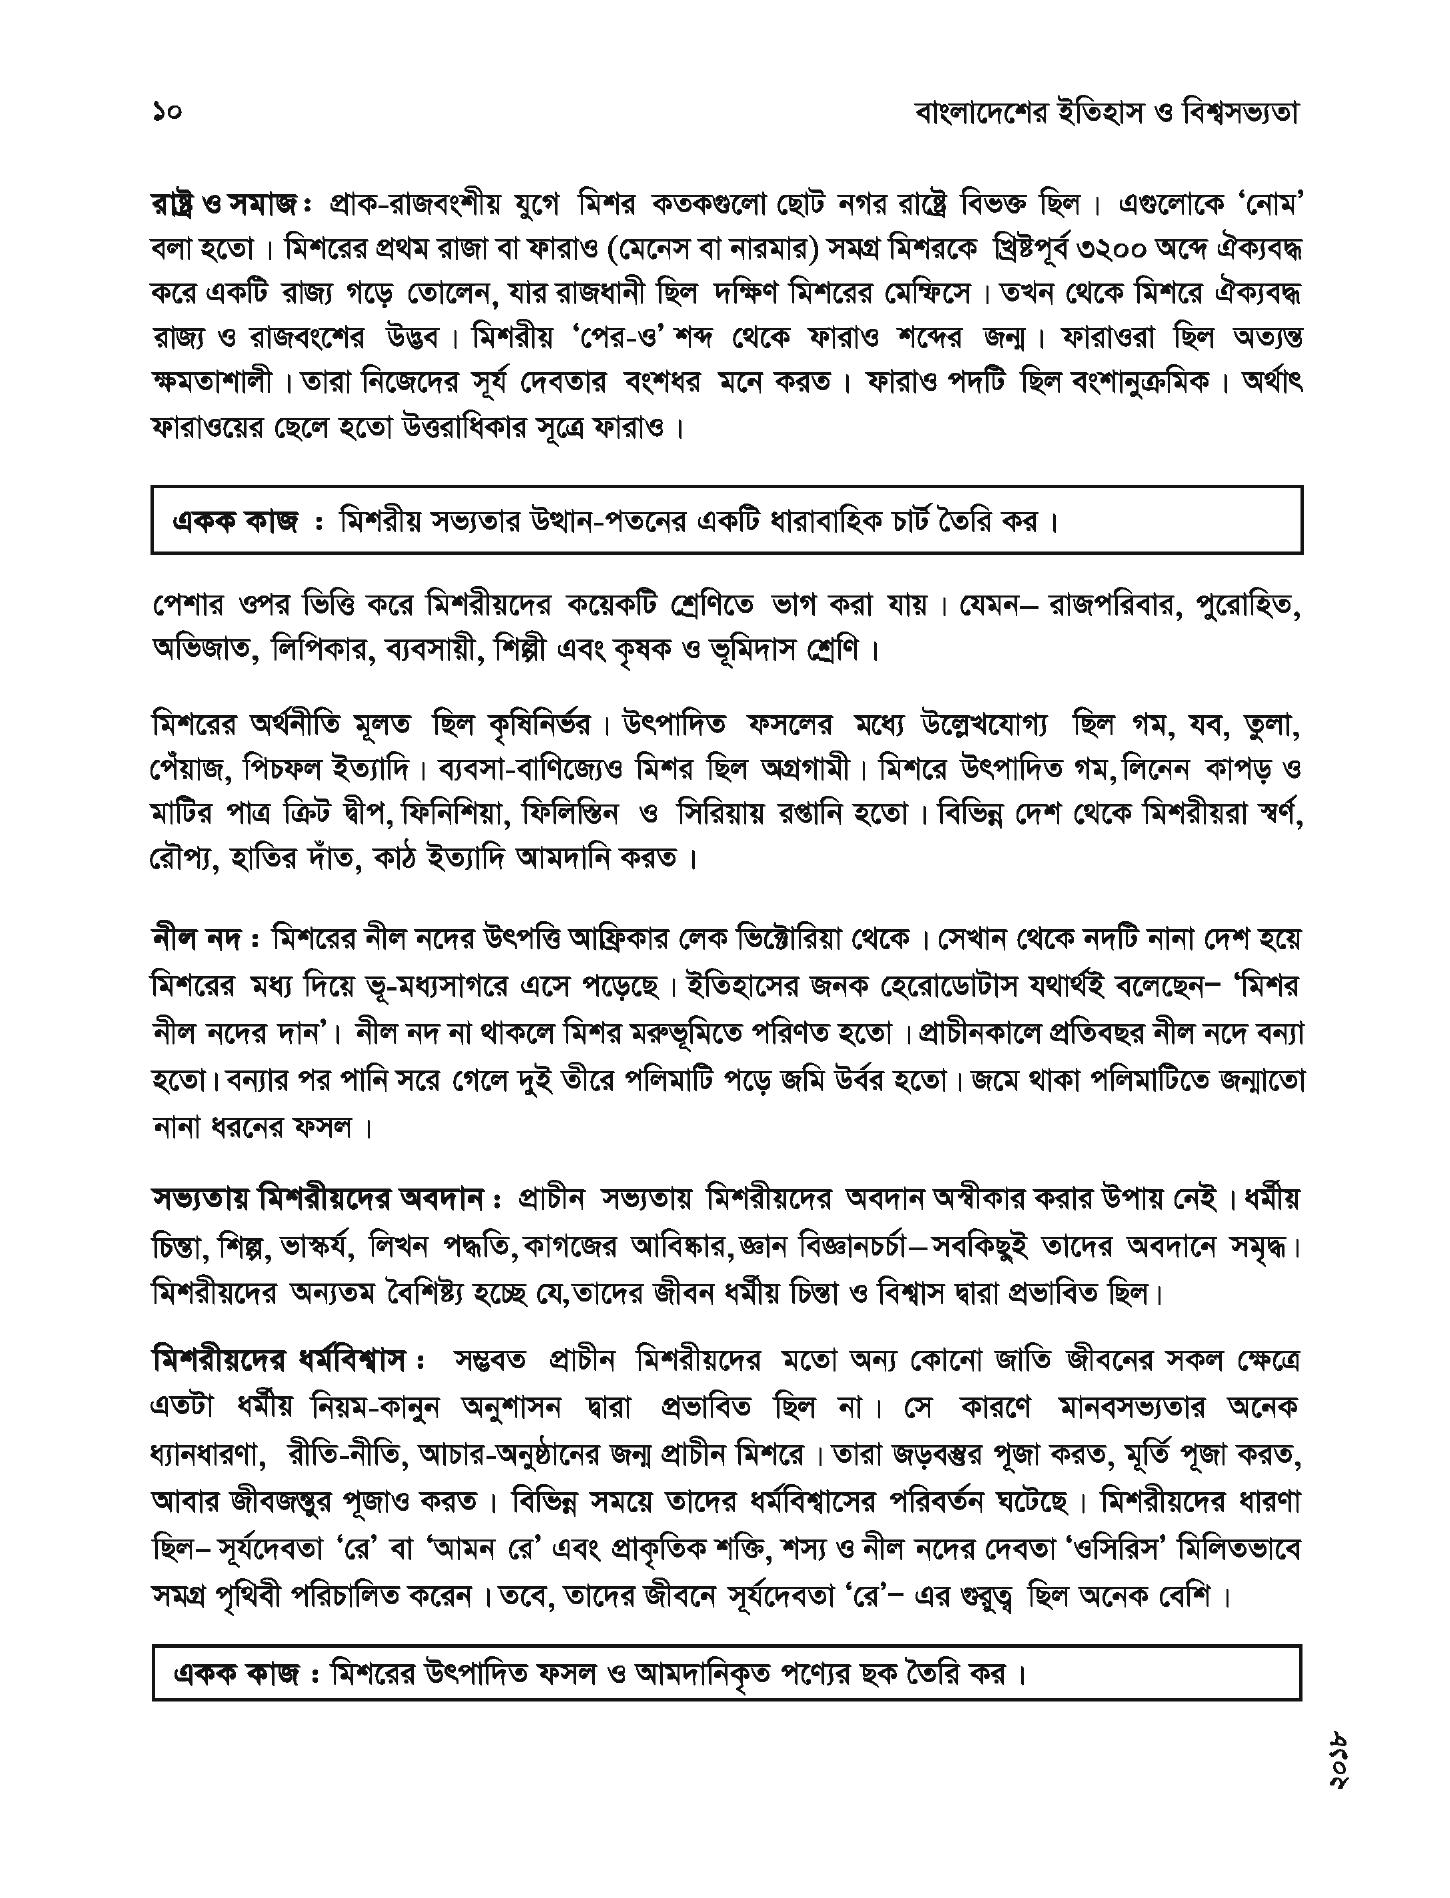 ১০
বাংলাদেশের ইতিহাস ও বিশ্বসভ্যতা
রাষ্ট্র ও সমাজ : প্রাক-রাজবংশীয় যুগে মিশর কতকগুলো ছোট নগর রাষ্ট্রে বিভক্ত ছিল। এগুলোকে ‘নোম’
বলা হতো। মিশরের প্রথম রাজা বা ফারাও (মেনেস বা নারমার) সমগ্র মিশরকে খ্রিষ্টপূর্ব ৩২০০ অব্দে ঐক্যবদ্ধ
করে একটি রাজ্য গড়ে তোলেন, যার রাজধানী ছিল দক্ষিণ মিশরের মেম্ফিসে। তখন থেকে মিশরে ঐক্যবদ্ধ
রাজ্য ও রাজবংশের উদ্ভব। মিশরীয় ‘পের-ও’ শব্দ থেকে ফারাও শব্দের জন্ম। ফারাওরা ছিল অত্যন্ত
ক্ষমতাশালী। তারা নিজেদের সূর্য দেবতার বংশধর মনে করত। ফারাও পদটি ছিল বংশানুক্রমিক। অর্থাৎ
ফারাওয়ের ছেলে হতো উত্তরাধিকার সূত্রে ফারাও।
একক কাজ : মিশরীয় সভ্যতার উত্থান-পতনের একটি ধারাবাহিক চার্ট তৈরি কর।
পেশার ওপর ভিত্তি করে মিশরীয়দের কয়েকটি শ্রেণিতে ভাগ করা যায়। যেমন– রাজপরিবার, পুরোহিত,
অভিজাত, লিপিকার, ব্যবসায়ী, শিল্পী এবং কৃষক ও ভূমিদাস শ্রেণি।
মিশরের অর্থনীতি মূলত ছিল কৃষিনির্ভর। উৎপাদিত ফসলের মধ্যে উল্লেখযোগ্য ছিল গম, যব, তুলা,
পেঁয়াজ, পিচফল ইত্যাদি। ব্যবসা-বাণিজ্যেও মিশর ছিল অগ্রগামী। মিশরে উৎপাদিত গম, লিনেন কাপড় ও
মাটির পাত্র ক্রিট দ্বীপ, ফিনিশিয়া, ফিলিস্তিন ও সিরিয়ায় রপ্তানি হতো। বিভিন্ন দেশ থেকে মিশরীয়রা স্বর্ণ,
রৌপ্য, হাতির দাঁত, কাঠ ইত্যাদি আমদানি করত।
নীল নদ : মিশরের নীল নদের উৎপত্তি আফ্রিকার লেক ভিক্টোরিয়া থেকে। সেখান থেকে নদটি নানা দেশ হয়ে
মিশরের মধ্য দিয়ে ভূ-মধ্যসাগরে এসে পড়েছে। ইতিহাসের জনক হেরোডোটাস যথার্থই বলেছেন– ‘মিশর
নীল নদের দান’। নীল নদ না থাকলে মিশর মরুভূমিতে পরিণত হতো। প্রাচীনকালে প্রতিবছর নীল নদে বন্যা
হতো। বন্যার পর পানি সরে গেলে দুই তীরে পলিমাটি পড়ে জমি উর্বর হতো। জমে থাকা পলিমাটিতে জন্মাতো
নানা ধরনের ফসল।
সভ্যতায় মিশরীয়দের অবদান : প্রাচীন সভ্যতায় মিশরীয়দের অবদান অস্বীকার করার উপায় নেই। ধর্মীয়
চিন্তা, শিল্প, ভাস্কর্য, লিখন পদ্ধতি, কাগজের আবিষ্কার, জ্ঞান বিজ্ঞানচর্চা–সবকিছুই তাদের অবদানে সমৃদ্ধ।
মিশরীয়দের অন্যতম বৈশিষ্ট্য হচ্ছে যে, তাদের জীবন ধর্মীয় চিন্তা ও বিশ্বাস দ্বারা প্রভাবিত ছিল।
মিশরীয়দের ধর্মবিশ্বাস : সম্ভবত প্রাচীন মিশরীয়দের মতো অন্য কোনো জাতি জীবনের সকল ক্ষেত্রে
এতটা ধর্মীয় নিয়ম-কানুন অনুশাসন দ্বারা প্রভাবিত ছিল না। সে কারণে মানবসভ্যতার অনেক
ধ্যানধারণা, রীতি-নীতি, আচার-অনুষ্ঠানের জন্ম প্রাচীন মিশরে। তারা জড়বস্তুর পূজা করত, মূর্তি পূজা করত,
আবার জীবজন্তুর পূজাও করত। বিভিন্ন সময়ে তাদের ধর্মবিশ্বাসের পরিবর্তন ঘটেছে। মিশরীয়দের ধারণা
ছিল– সূর্যদেবতা ‘রে’ বা ‘আমন রে’ এবং প্রাকৃতিক শক্তি, শস্য ও নীল নদের দেবতা ‘ওসিরিস’ মিলিতভাবে
সমগ্র পৃথিবী পরিচালিত করেন। তবে, তাদের জীবনে সূর্যদেবতা ‘রে’– এর গুরুত্ব ছিল অনেক বেশি।
একক কাজ : মিশরের উৎপাদিত ফসল ও আমদানিকৃত পণ্যের ছক তৈরি কর।
২০১৮